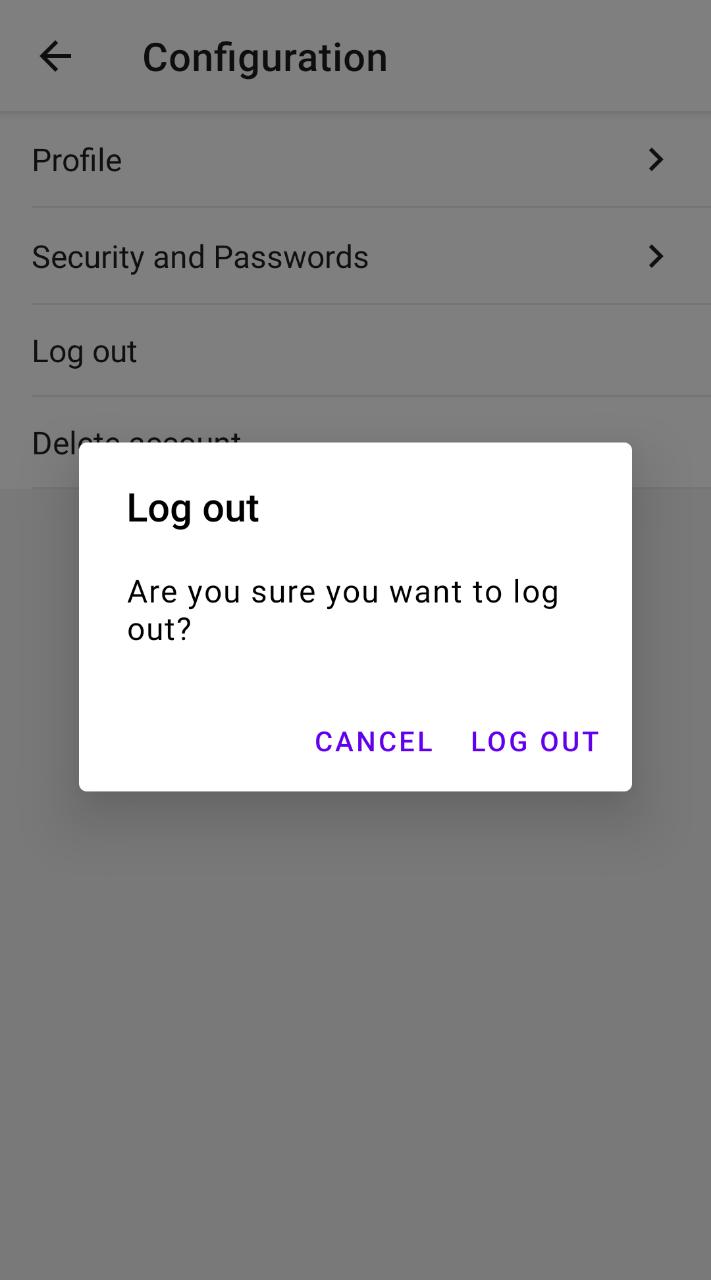 Configuration
Profile
Security and Passwords
Log out
Delete account
Log out
Are you sure you want to log
out?
CANCEL LOG OUT